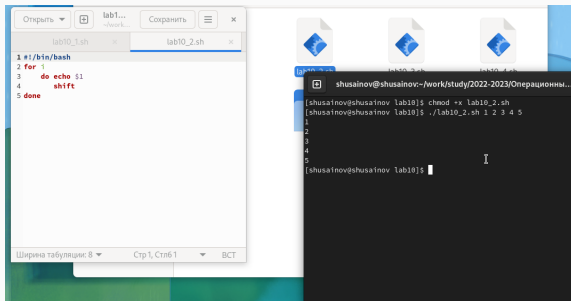 Открыть
lab1...
~/work...
Сохранить
lab10_1.sh
lab10_2.sh
1 #!/bin/bash
2 for i
3 do echo $1
4 shift
5 done
Ширина табуляции: 8
Стр 1, Стлб 1
ВСТ
shusainov@shusainov:~/work/study/2022-2023/Операционны...
[shusainov@shusainov lab10]$ chmod +x lab10_2.sh
[shusainov@shusainov lab10]$ ./lab10_2.sh 1 2 3 4 5
1
2
3
4
5
[shusainov@shusainov lab10]$